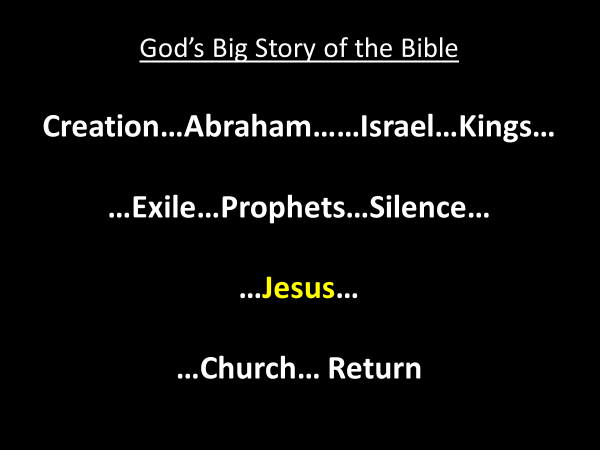 God’s Big Story of the Bible
Creation…Abraham……Israel…Kings…
…Exile…Prophets…Silence…
…Jesus…
…Church… Return